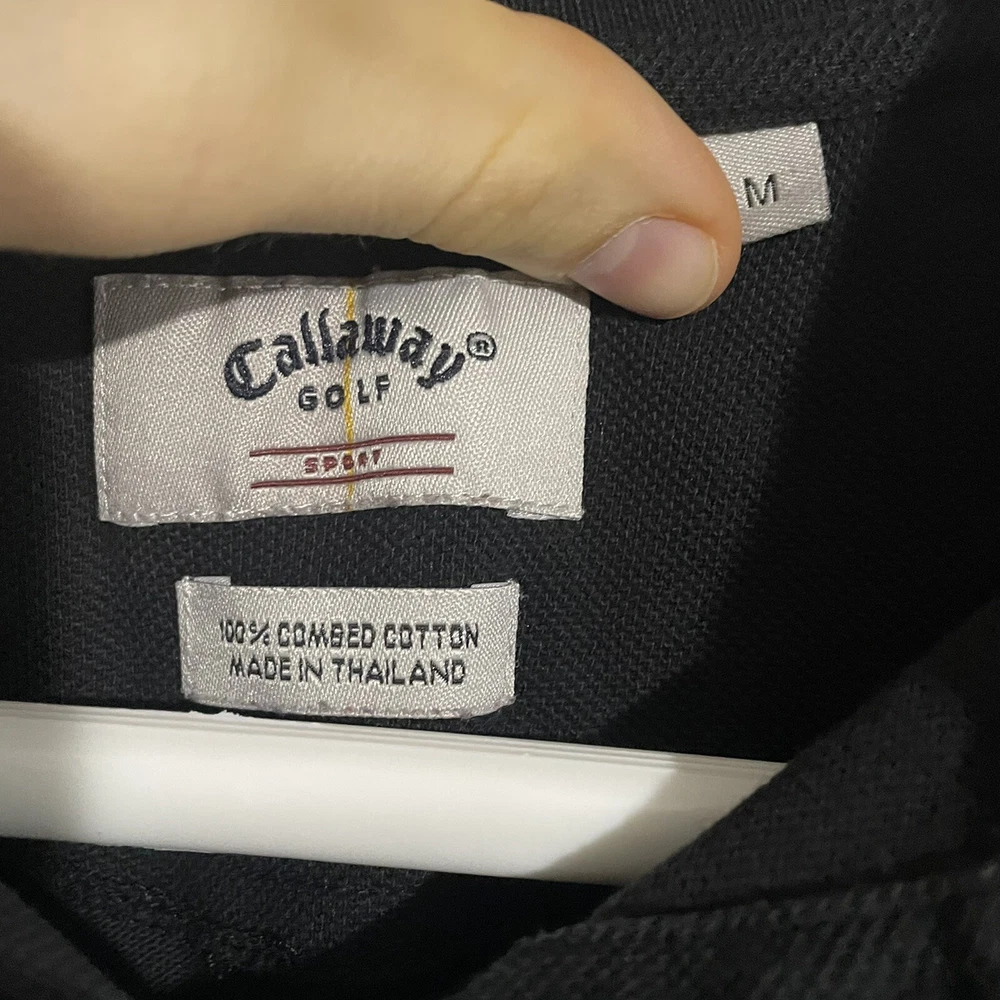 M
Callaway®
GOLF
SPORT
100% COMBED COTTON
MADE IN THAILAND